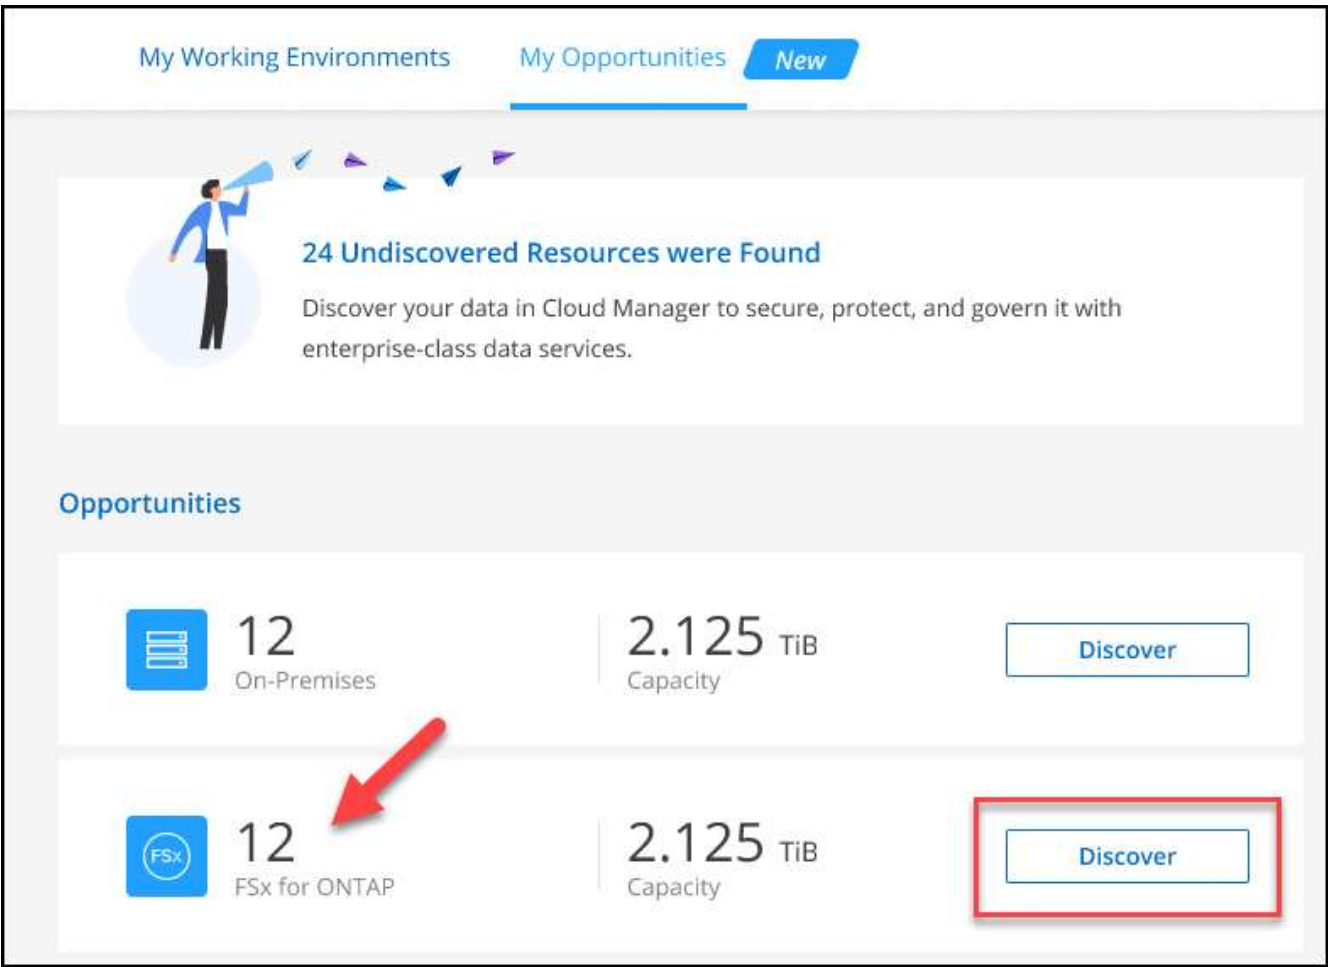 My Working Environments
My Opportunities
New
24 Undiscovered Resources were Found
Discover your data in Cloud Manager to secure, protect, and govern it with
enterprise-class data services.
Opportunities
12
On-Premises
2.125 TiB
Capacity
Discover
FSx
12
FSx for ONTAP
2.125 TiB
Capacity
Discover